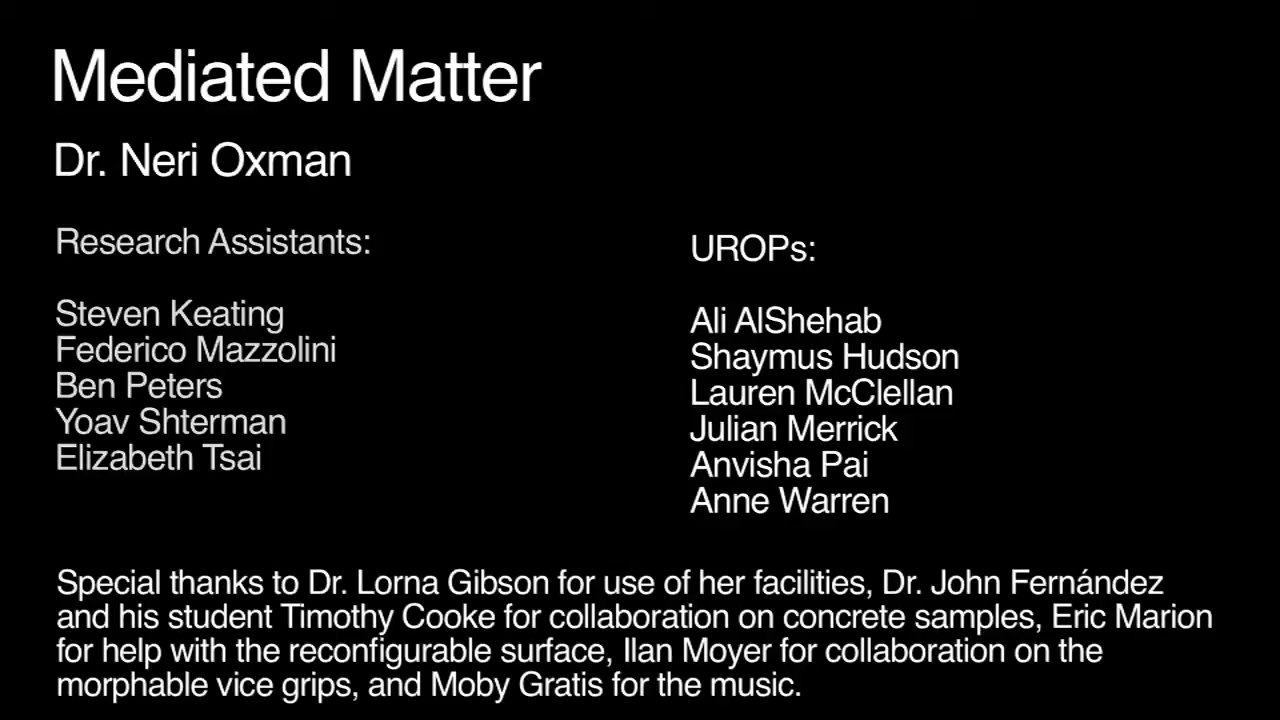 Mediated Matter
Dr. Neri Oxman
Research Assistants:
Steven Keating
Federico Mazzolini
Ben Peters
Yoav Shterman
Elizabeth Tsai
UROPs:
Ali AlShehab
Shaymus Hudson
Lauren McClellan
Julian Merrick
Anvisha Pai
Anne Warren
Special thanks to Dr. Lorna Gibson for use of her facilities, Dr. John Fernández
and his student Timothy Cooke for collaboration on concrete samples, Eric Marion
for help with the reconfigurable surface, Ilan Moyer for collaboration on the
morphable vice grips, and Moby Gratis for the music.